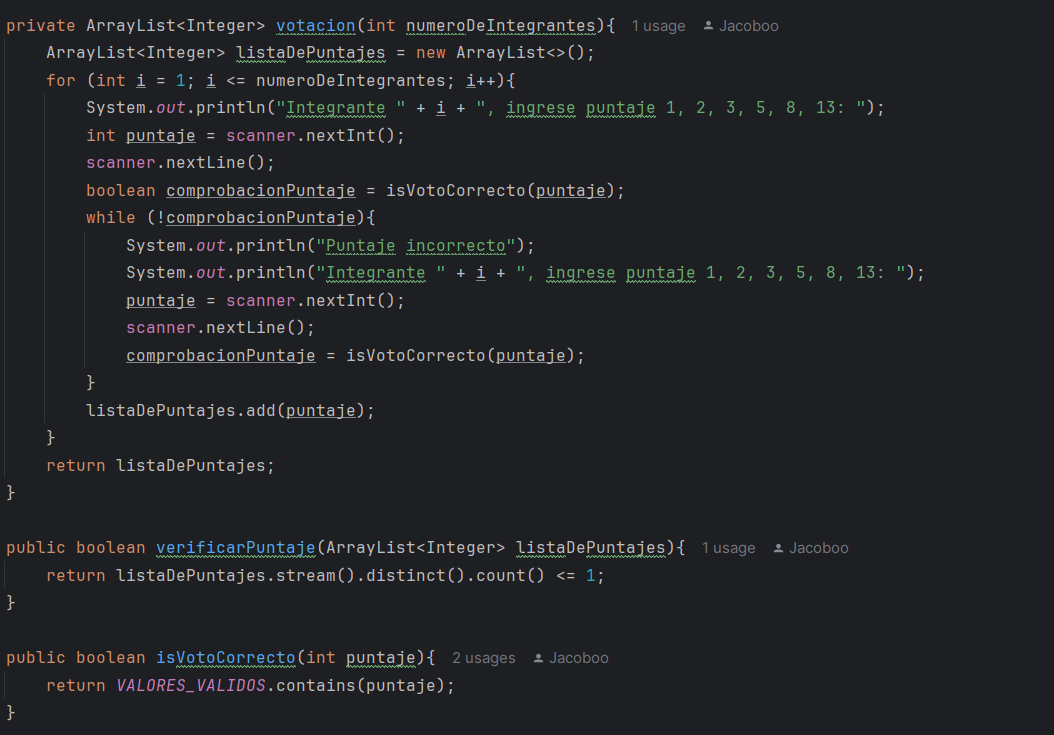 private ArrayList<Integer> votacion(int numeroDeIntegrantes){ 1 usage Jacoboo
    ArrayList<Integer> listaDePuntajes = new ArrayList<>();
    for (int i = 1; i <= numeroDeIntegrantes; i++){
        System.out.println("Integrante " + i + ", ingrese puntaje 1, 2, 3, 5, 8, 13: ");
        int puntaje = scanner.nextInt();
        scanner.nextLine();
        boolean comprobacionPuntaje = isVotoCorrecto(puntaje);
        while (!comprobacionPuntaje){
            System.out.println("Puntaje incorrecto");
            System.out.println("Integrante " + i + ", ingrese puntaje 1, 2, 3, 5, 8, 13: ");
            puntaje = scanner.nextInt();
            scanner.nextLine();
            comprobacionPuntaje = isVotoCorrecto(puntaje);
        }
        listaDePuntajes.add(puntaje);
    }
    return listaDePuntajes;
}

public boolean verificarPuntaje(ArrayList<Integer> listaDePuntajes){ 1 usage Jacoboo
    return listaDePuntajes.stream().distinct().count() <= 1;
}

public boolean isVotoCorrecto(int puntaje){ 2 usages Jacoboo
    return VALORES_VALIDOS.contains(puntaje);
}